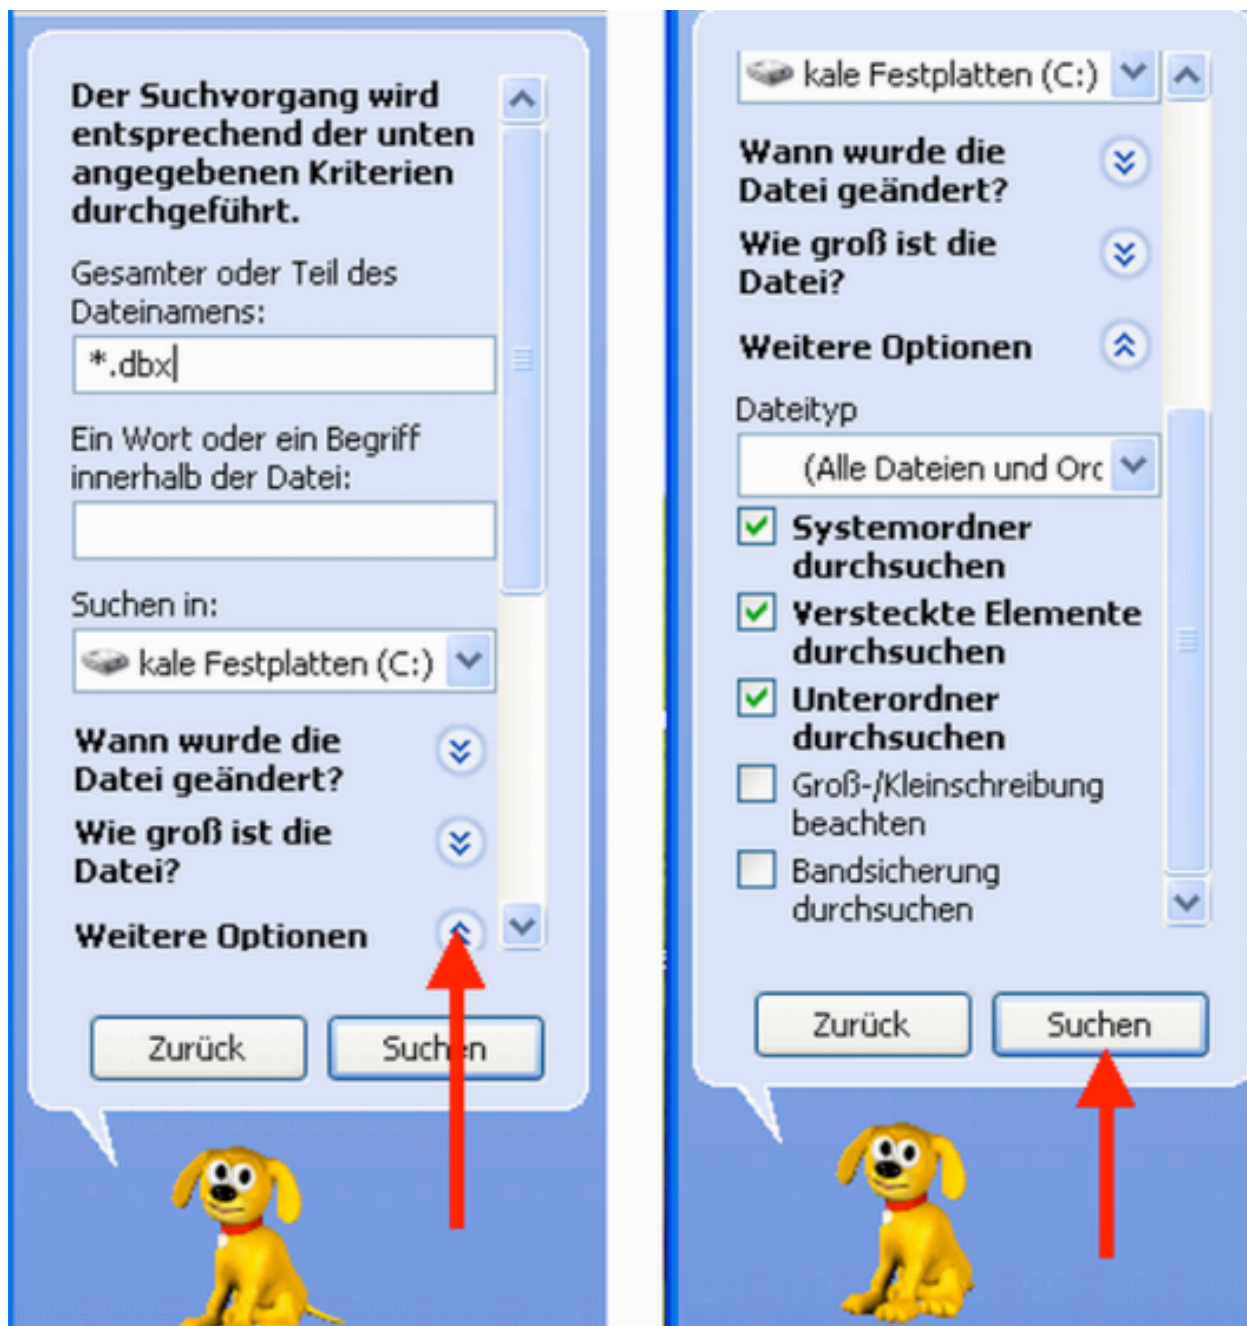 Der Suchvorgang wird
entsprechend der unten
angegebenen Kriterien
durchgeführt.
Gesamter oder Teil des
Dateinamens:
*.dbx
Ein Wort oder ein Begriff
innerhalb der Datei:
Suchen in:
kale Festplatten (C:)
Wann wurde die
Datei geändert?
Wie groß ist die
Datei?
Weitere Optionen
Zurück
Suchen
kale Festplatten (C:)
Wann wurde die
Datei geändert?
Wie groß ist die
Datei?
Weitere Optionen
Dateityp
(Alle Dateien und Orc
Systemordner
durchsuchen
Versteckte Elemente
durchsuchen
Unterordner
durchsuchen
Groß-/Kleinschreibung
beachten
Bandsicherung
durchsuchen
Zurück
Suchen